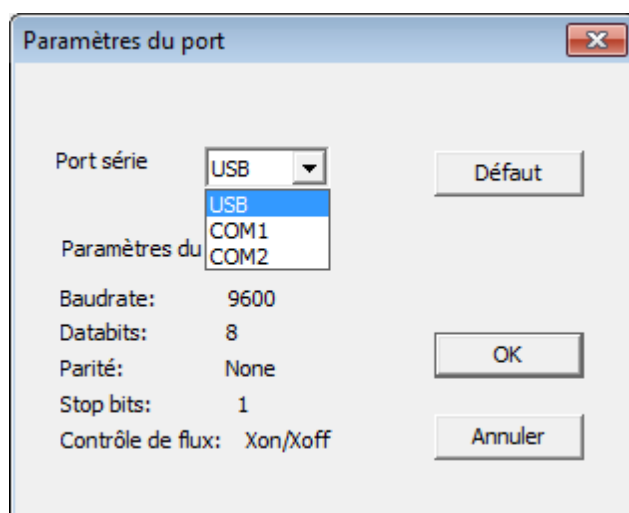 Paramètres du port
Port série
USB
Défaut
USB
COM1
Paramètres du
COM2
Baudrate: 9600
Databits: 8
Parité: None
OK
Stop bits: 1
Contrôle de flux: Xon/Xoff
Annuler